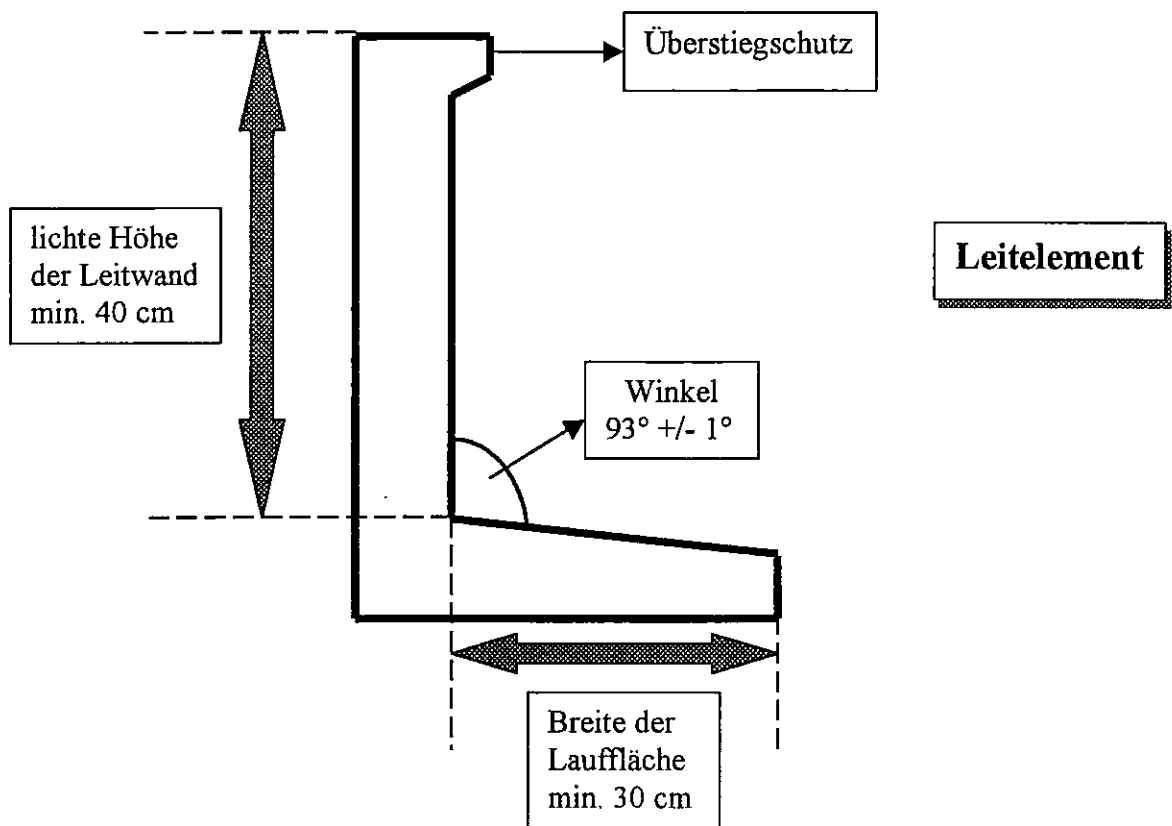 Überstiegschutz
lichte Höhe
der Leitwand
min. 40 cm
Leitelement
Winkel
93° +/- 1°
Breite der
Lauffläche
min. 30 cm